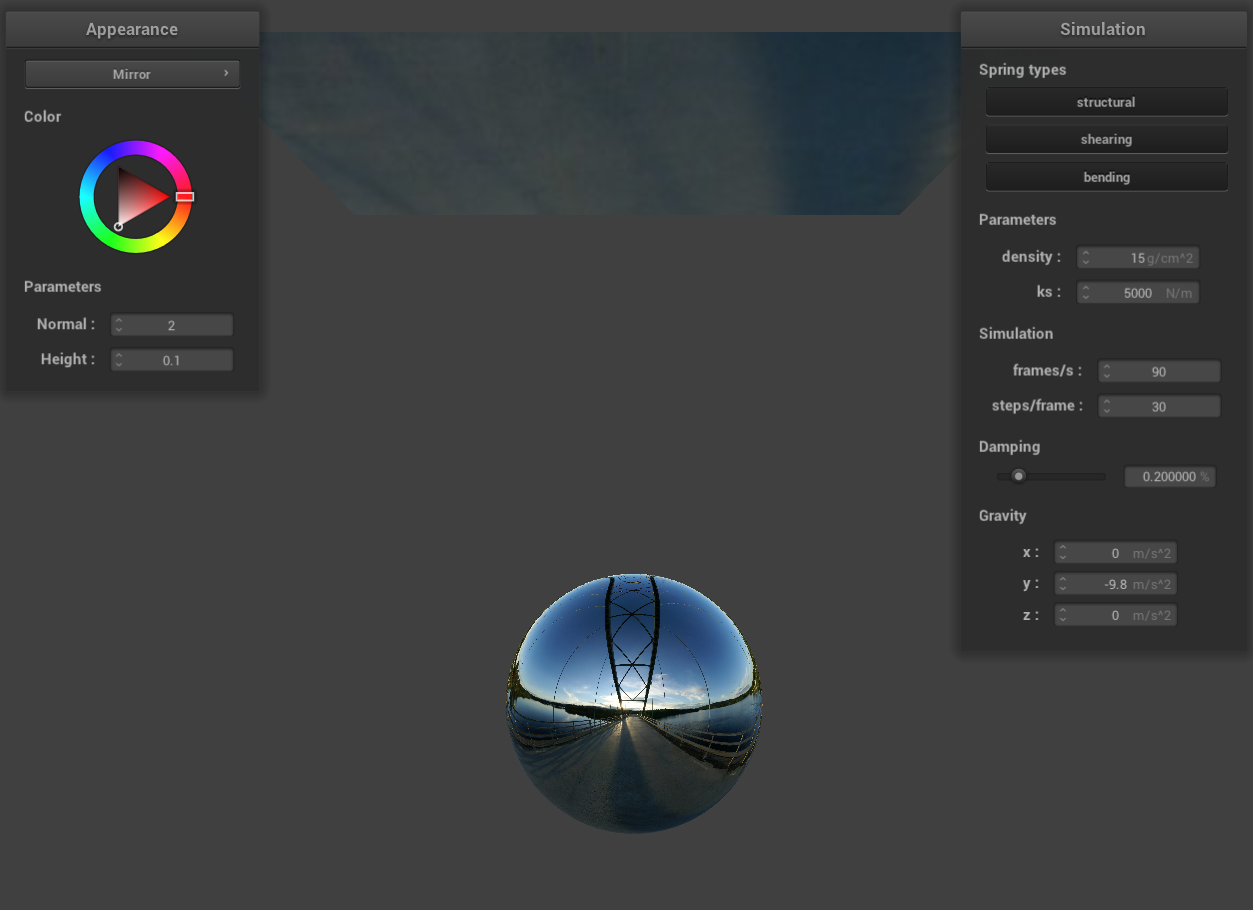 Appearance
Mirror
Color
Parameters
Normal :
2
Height :
0.1
Simulation
Spring types
structural
shearing
bending
Parameters
density :
15 g/cm^2
ks :
5000 N/m
Simulation
frames/s :
90
steps/frame :
30
Damping
0.200000 %
Gravity
x :
0 m/s^2
y :
-9.8 m/s^2
z :
0 m/s^2